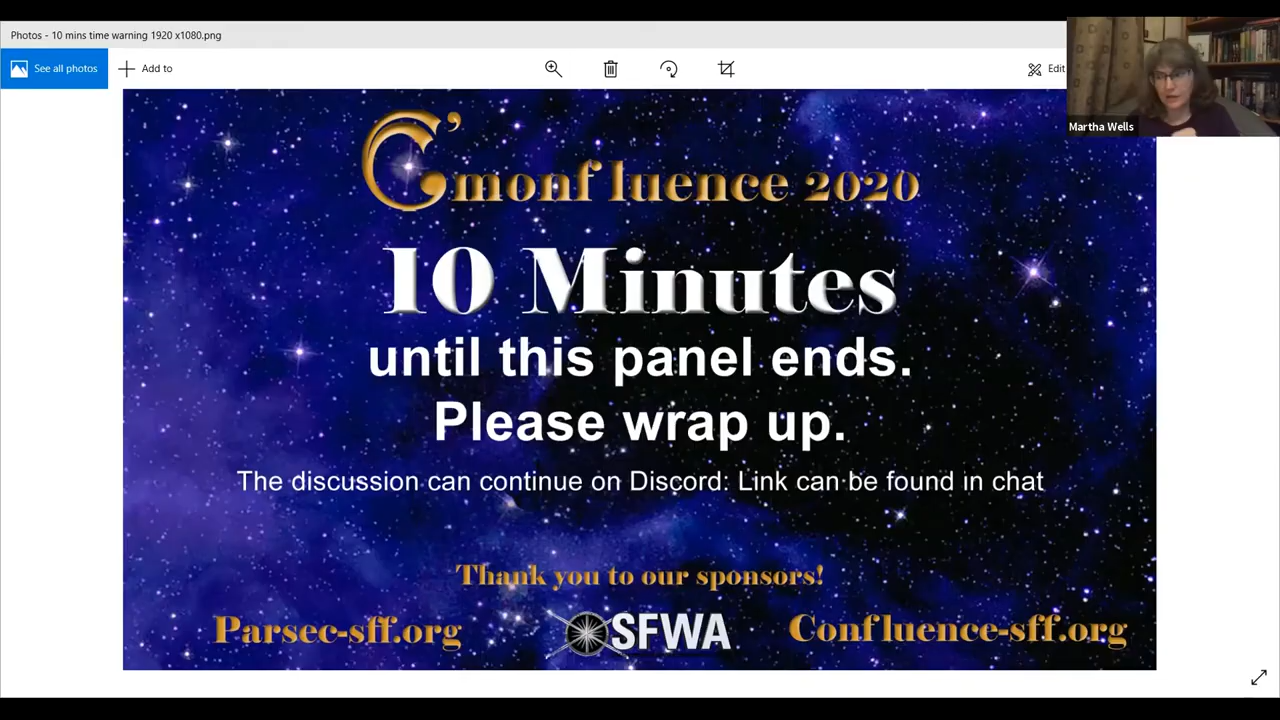 Photos - 10 mins time warning 1920 x1080.png
See all photos
Add to
Edit
Martha Wells
C'monfluence 2020
10 Minutes
until this panel ends.
Please wrap up.
The discussion can continue on Discord: Link can be found in chat
Thank you to our sponsors!
Parsec-sff.org
SFWA
Confluence-sff.org